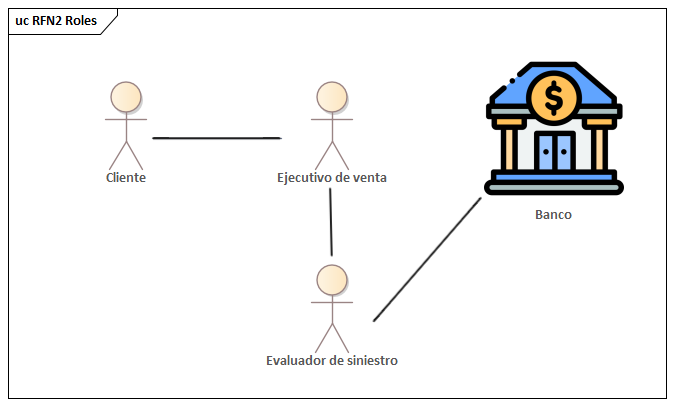 uc RFN2 Roles
Cliente
Ejecutivo de venta
$
Banco
Evaluador de siniestro